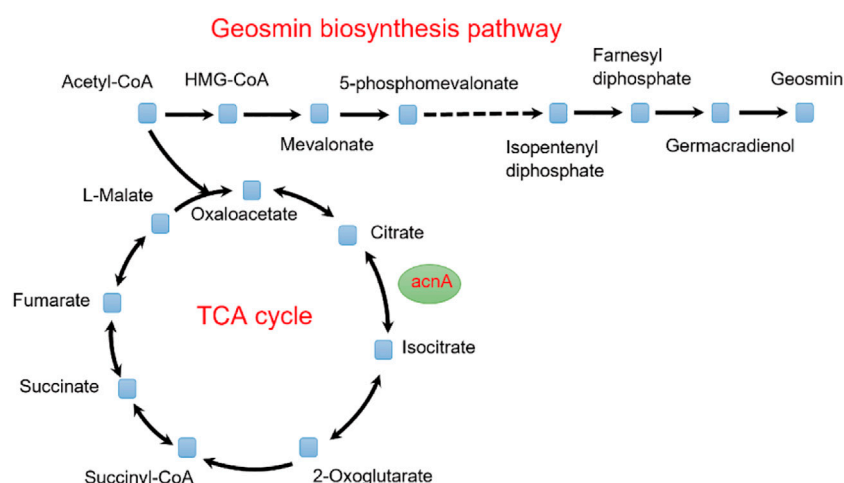 Geosmin biosynthesis pathway
Acetyl-CoA
HMG-CoA
5-phosphomevalonate
Farnesyl
diphosphate
Geosmin
Mevalonate
Isopentenyl
diphosphate
Germacradienol
L-Malate
Oxaloacetate
Citrate
acnA
Fumarate
TCA cycle
Isocitrate
Succinate
Succinyl-CoA
2-Oxoglutarate